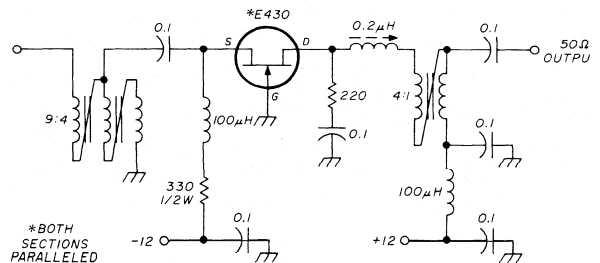 *E430
0.1
S
D
G
0.2µH
0.1
50Ω
OUTPU
9:4
100µH
220
0.1
4:1
0.1
330
1/2W
100µH
*BOTH
SECTIONS
PARALLELED
-12
0.1
+12
0.1